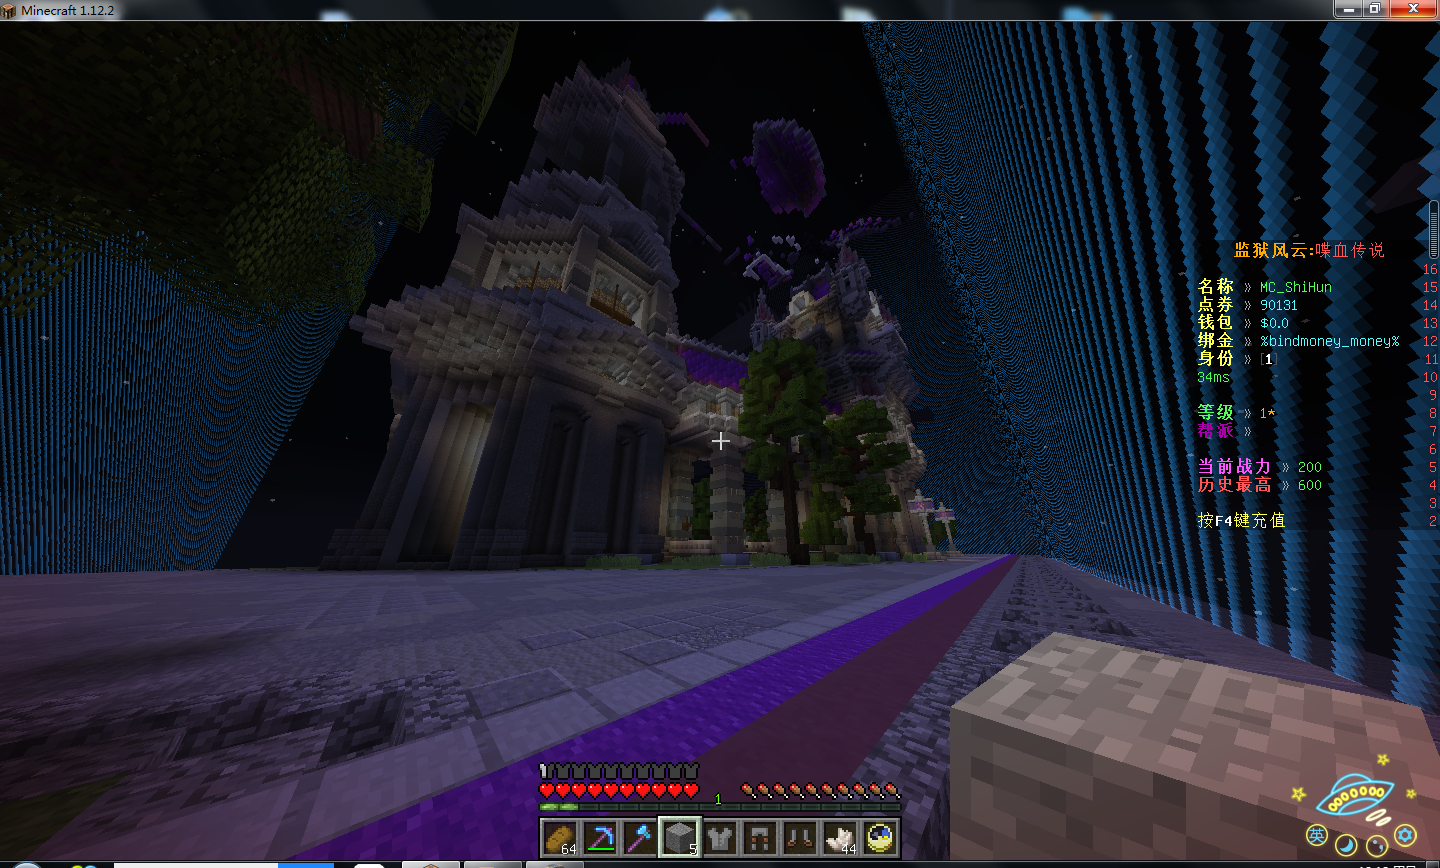 Minecraft 1.12.2
监狱风云:喋血传说
16
名称 » MC_ShiHun 15
点券 » 90131 14
钱包 » $0.0 13
绑金 » %bindmoney_money% 12
身份 » [1] 11
34ms 10
9
等级 » 1* 8
帮派 » 7
6
当前战力 » 200 5
历史最高 » 600 4
3
按F4键充值 2
1
64
5
44
英